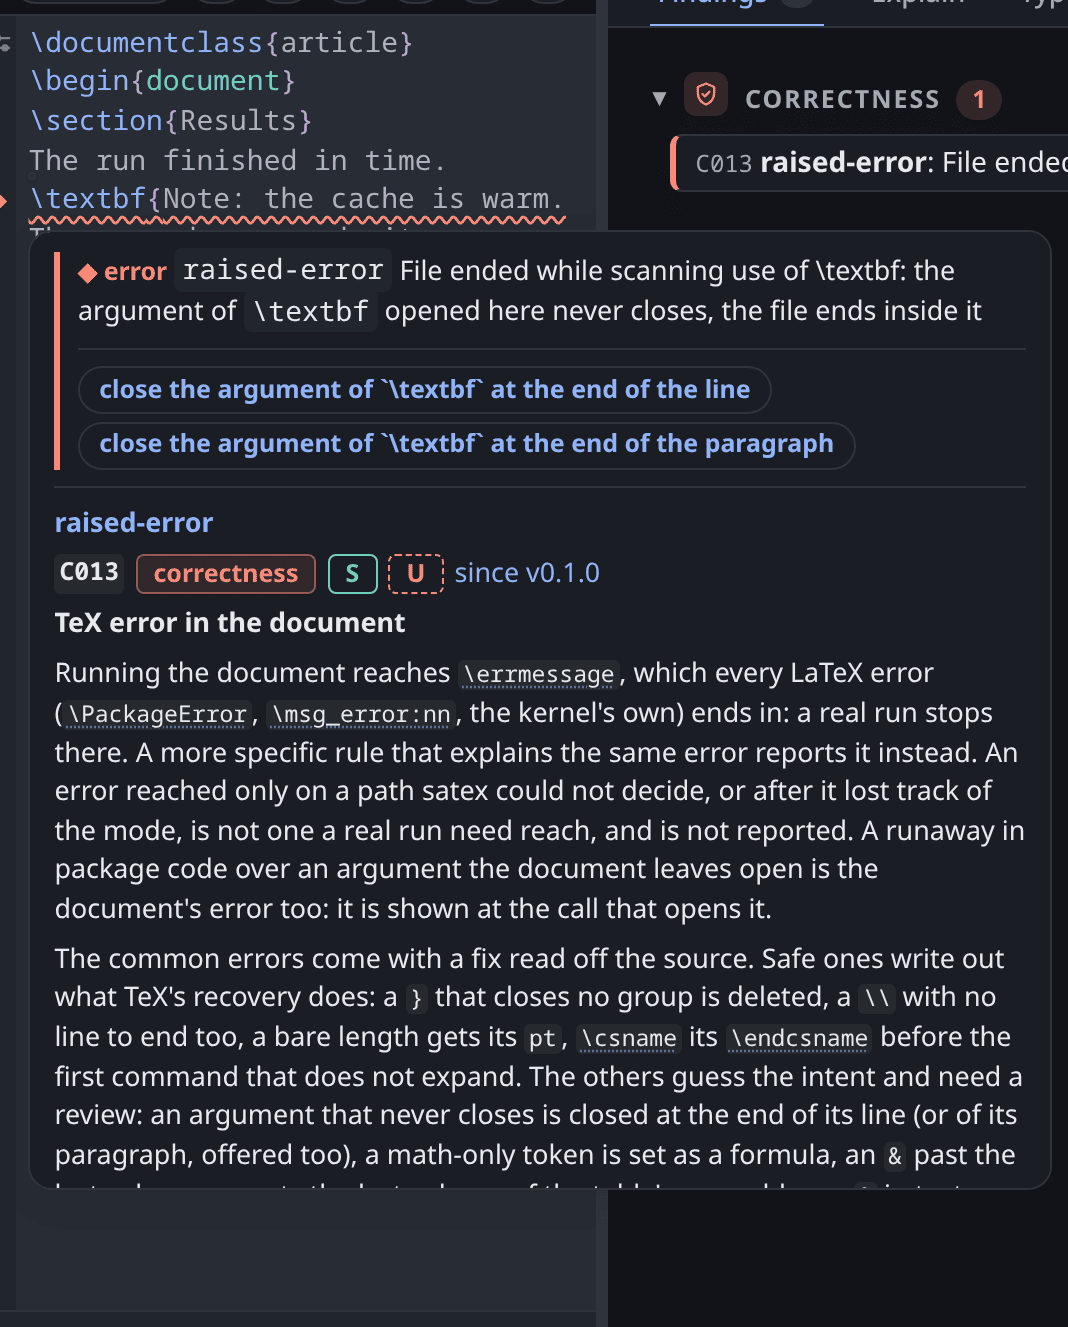 Findings Explain Typ
\documentclass{article}
\begin{document}
\section{Results}
The run finished in time.
\textbf{Note: the cache is warm.
▼ CORRECTNESS 1
C013 raised-error: File ended
◆ error raised-error File ended while scanning use of \textbf: the
argument of \textbf opened here never closes, the file ends inside it
close the argument of `\textbf` at the end of the line
close the argument of `\textbf` at the end of the paragraph
raised-error
C013 correctness S U since v0.1.0
TeX error in the document
Running the document reaches \errmessage, which every LaTeX error
(\PackageError, \msg_error:nn, the kernel's own) ends in: a real run stops
there. A more specific rule that explains the same error reports it instead. An
error reached only on a path satex could not decide, or after it lost track of
the mode, is not one a real run need reach, and is not reported. A runaway in
package code over an argument the document leaves open is the
document's error too: it is shown at the call that opens it.
The common errors come with a fix read off the source. Safe ones write out
what TeX's recovery does: a } that closes no group is deleted, a \\ with no
line to end too, a bare length gets its pt, \csname its \endcsname before the
first command that does not expand. The others guess the intent and need a
review: an argument that never closes is closed at the end of its line (or of its
paragraph, offered too), a math-only token is set as a formula, an & past the